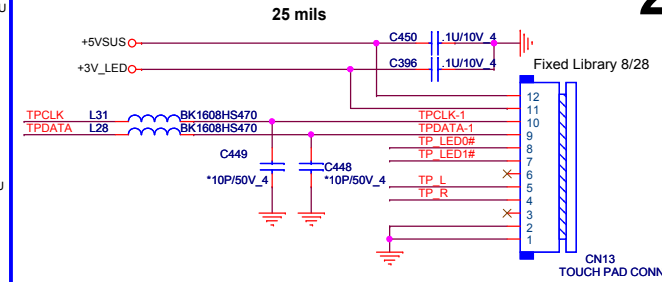 25 mils
+5VSUS
C450
.1U/10V_4
+3V_LED
C396
.1U/10V_4
Fixed Library 8/28
TPCLK L31 BK1608HS470 TPCLK-1
TPDATA L28 BK1608HS470 TPDATA-1
TP_LED0#
TP_LED1#
TP_L
TP_R
12
11
10
9
8
7
6
5
4
3
2
1
C449
*10P/50V_4
C448
*10P/50V_4
CN13
TOUCH PAD CONN